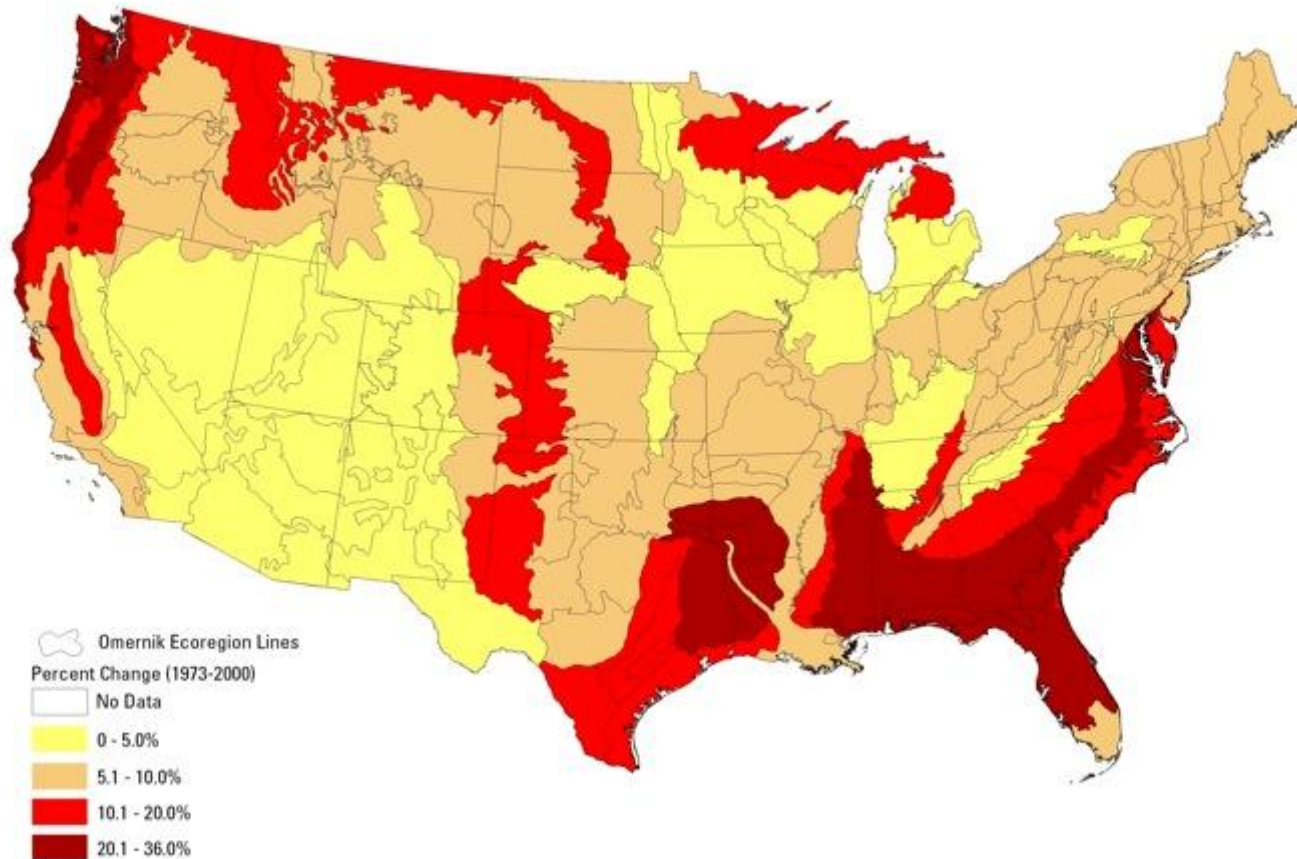 Omernik Ecoregion Lines
Percent Change (1973-2000)
No Data
0 - 5.0%
5.1 - 10.0%
10.1 - 20.0%
20.1 - 36.0%